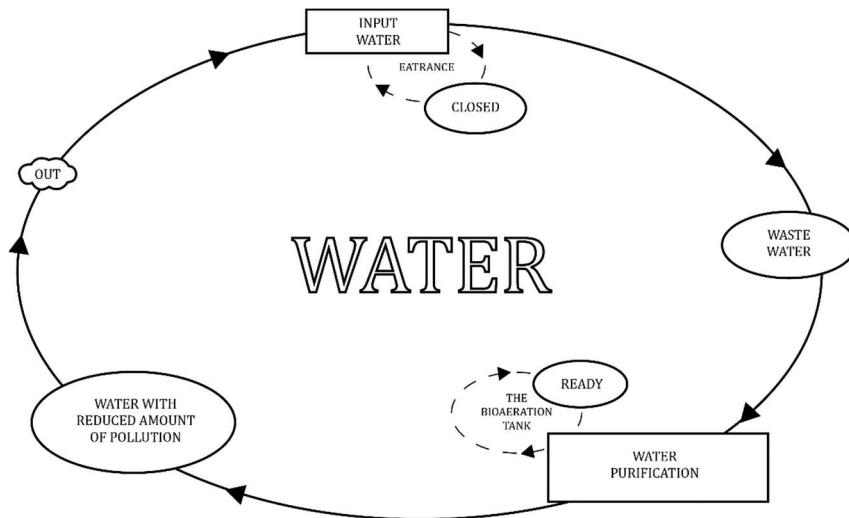 INPUT
WATER
EATRANCE
CLOSED
OUT
WASTE
WATER
WATER
READY
THE
BIOAERATION
TANK
WATER WITH
REDUCED AMOUNT
OF POLLUTION
WATER
PURIFICATION